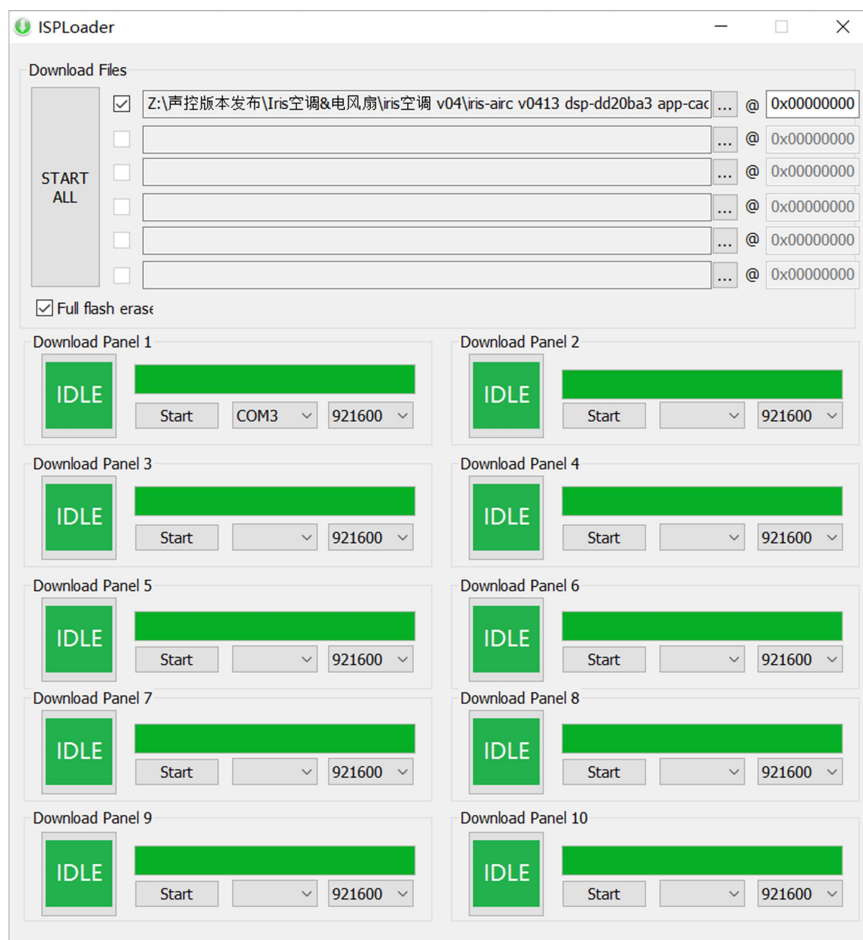 ISPLoader
Download Files
START ALL
Z:\声控版本发布\Iris空调&电风扇\iris空调 v04\iris-airc v0413 dsp-dd20ba3 app-cac ... @ 0x00000000
... @ 0x00000000
... @ 0x00000000
... @ 0x00000000
... @ 0x00000000
... @ 0x00000000
Full flash erase
Download Panel 1
IDLE
Start COM3 921600
Download Panel 2
IDLE
Start 921600
Download Panel 3
IDLE
Start 921600
Download Panel 4
IDLE
Start 921600
Download Panel 5
IDLE
Start 921600
Download Panel 6
IDLE
Start 921600
Download Panel 7
IDLE
Start 921600
Download Panel 8
IDLE
Start 921600
Download Panel 9
IDLE
Start 921600
Download Panel 10
IDLE
Start 921600